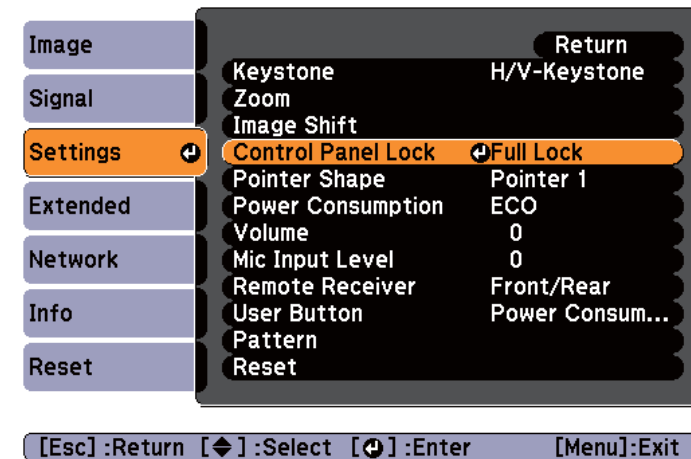 Image
Signal
Settings
Extended
Network
Info
Reset
Return
Keystone H/V-Keystone
Zoom
Image Shift
Control Panel Lock Full Lock
Pointer Shape Pointer 1
Power Consumption ECO
Volume 0
Mic Input Level 0
Remote Receiver Front/Rear
User Button Power Consum...
Pattern
Reset
[Esc] :Return [◆] :Select [⏎] :Enter [Menu]:Exit